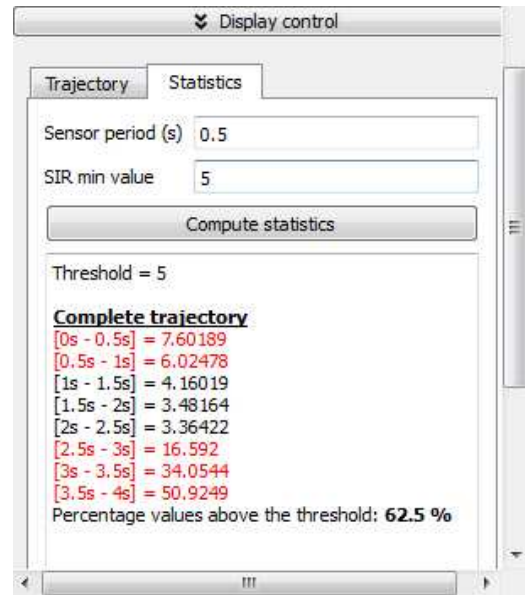 Display control
Trajectory Statistics
Sensor period (s) 0.5
SIR min value 5
Compute statistics
Threshold = 5
Complete trajectory
[0s - 0.5s] = 7.60189
[0.5s - 1s] = 6.02478
[1s - 1.5s] = 4.16019
[1.5s - 2s] = 3.48164
[2s - 2.5s] = 3.36422
[2.5s - 3s] = 16.592
[3s - 3.5s] = 34.0544
[3.5s - 4s] = 50.9249
Percentage values above the threshold: 62.5 %